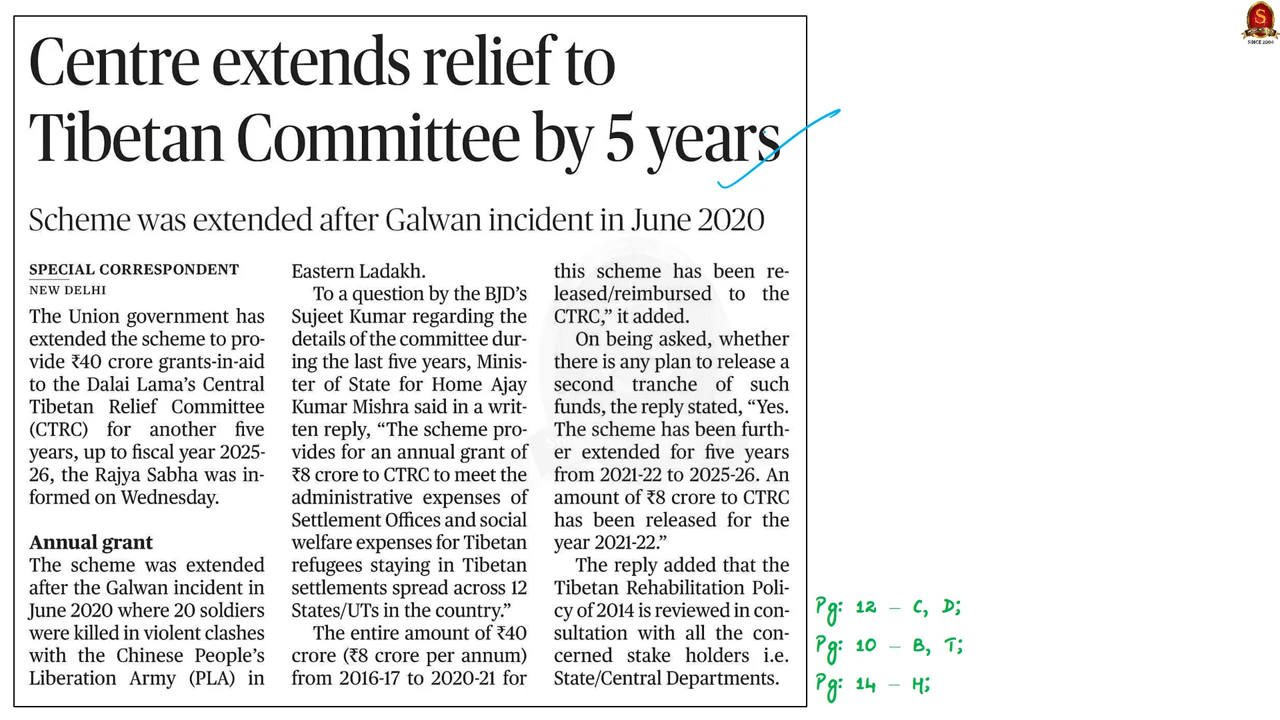 Centre extends relief to
Tibetan Committee by 5 years
Scheme was extended after Galwan incident in June 2020
SPECIAL CORRESPONDENT
NEW DELHI
The Union government has
extended the scheme to pro-
vide ₹40 crore grants-in-aid
to the Dalai Lama's Central
Tibetan Relief Committee
(CTRC) for another five
years, up to fiscal year 2025-
26, the Rajya Sabha was in-
formed on Wednesday.
Annual grant
The scheme was extended
after the Galwan incident in
June 2020 where 20 soldiers
were killed in violent clashes
with the Chinese People's
Liberation Army (PLA) in
Eastern Ladakh.
To a question by the BJD's
Sujeet Kumar regarding the
details of the committee dur-
ing the last five years, Minis-
ter of State for Home Ajay
Kumar Mishra said in a writ-
ten reply, "The scheme pro-
vides for an annual grant of
₹8 crore to CTRC to meet the
administrative expenses of
Settlement Offices and social
welfare expenses for Tibetan
refugees staying in Tibetan
settlements spread across 12
States/UTs in the country."
The entire amount of ₹40
crore (₹8 crore per annum)
from 2016-17 to 2020-21 for
this scheme has been re-
leased/reimbursed to the
CTRC," it added.
On being asked, whether
there is any plan to release a
second tranche of such
funds, the reply stated, "Yes.
The scheme has been furth-
er extended for five years
from 2021-22 to 2025-26. An
amount of ₹8 crore to CTRC
has been released for the
year 2021-22."
The reply added that the
Tibetan Rehabilitation Poli-
cy of 2014 is reviewed in con-
sultation with all the con-
cerned stake holders i.e.
State/Central Departments.
S
SINCE 2004
Pg: 12 – C, D;
Pg: 10 – B, T;
Pg: 14 – H;